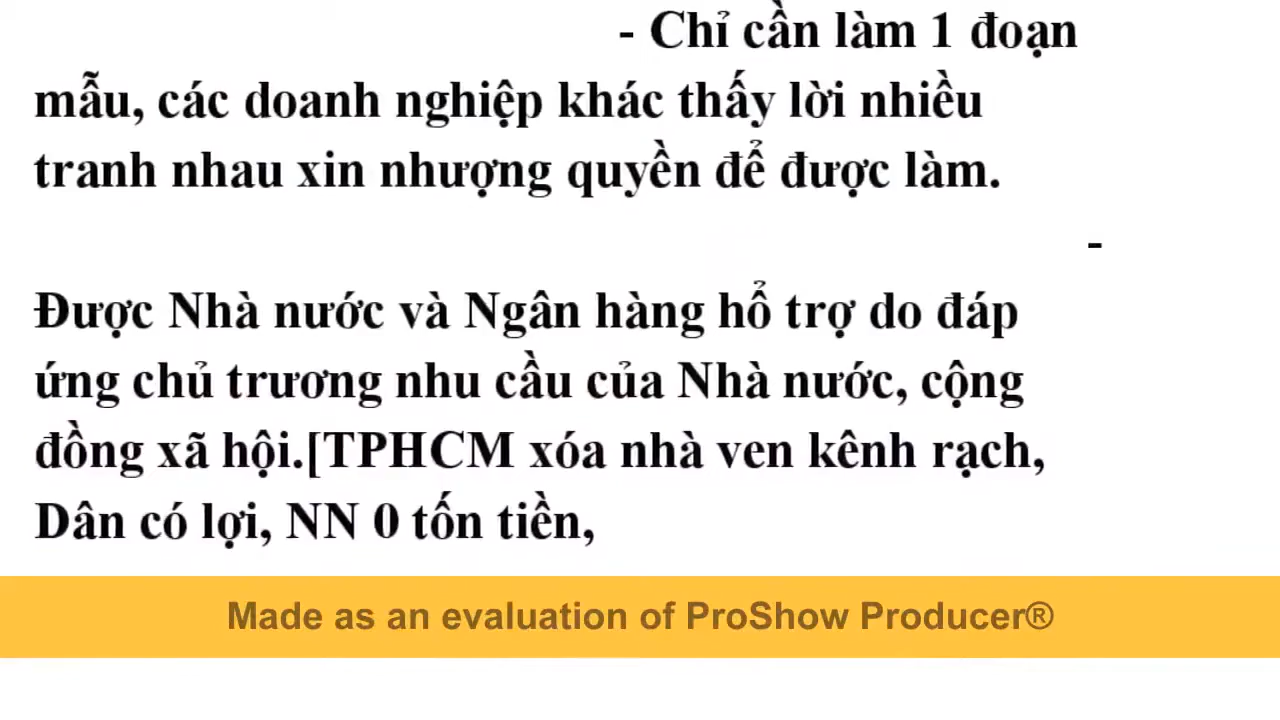 - Chỉ cần làm 1 đoạn
mẫu, các doanh nghiệp khác thấy lời nhiều
tranh nhau xin nhượng quyền để được làm.
-
Được Nhà nước và Ngân hàng hổ trợ do đáp
ứng chủ trương nhu cầu của Nhà nước, cộng
đồng xã hội.[TPHCM xóa nhà ven kênh rạch,
Dân có lợi, NN 0 tốn tiền,
Made as an evaluation of ProShow Producer®